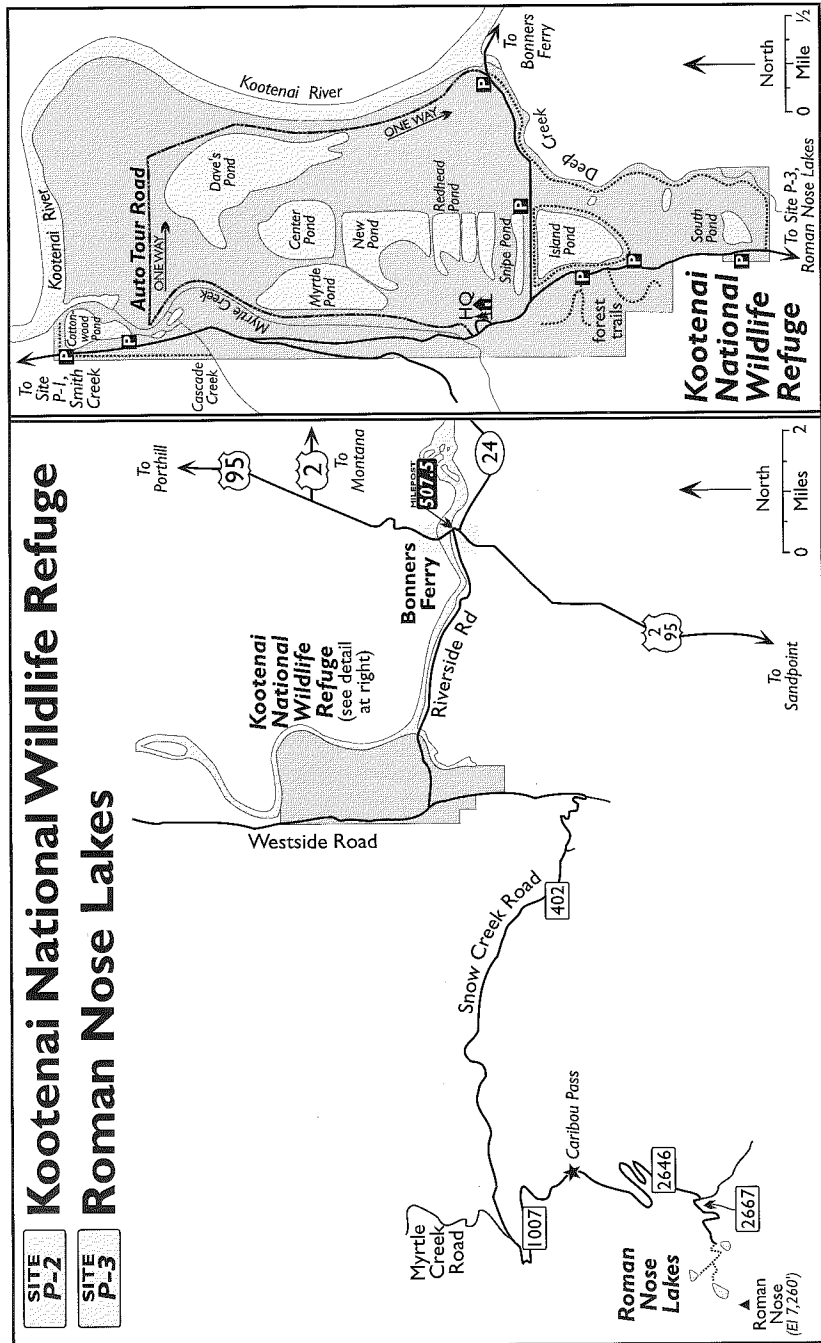 SITE
P-2
Kootenai National Wildlife Refuge
SITE
P-3
Roman Nose Lakes
To
Porthill
95
2
To
Montana
MILEPOST
507.5
24
Bonners
Ferry
Kootenai
National
Wildlife
Refuge
(see detail
at right)
Riverside Rd
Westside Road
2
95
To
Sandpoint
North
0 Miles 2
Snow Creek Road
402
Caribou Pass
Myrtle
Creek
Road
1007
2646
2667
Roman
Nose
Lakes
Roman
Nose
(El 7,260')
To
Site
P-1,
Smith
Creek
P
P
Cotton-
wood
Pond
Cascade
Creek
Kootenai River
Auto Tour Road
ONE WAY
Myrtle Creek
Dave's
Pond
Kootenai River
ONE WAY
Center
Pond
Myrtle
Pond
New
Pond
Redhead
Pond
Snipe Pond
HQ
P
P
To
Bonners
Ferry
Deep Creek
Island
Pond
P
P
forest
trails
South
Pond
P
To Site P-3,
Roman Nose Lakes
Kootenai
National
Wildlife
Refuge
North
0 Mile ½